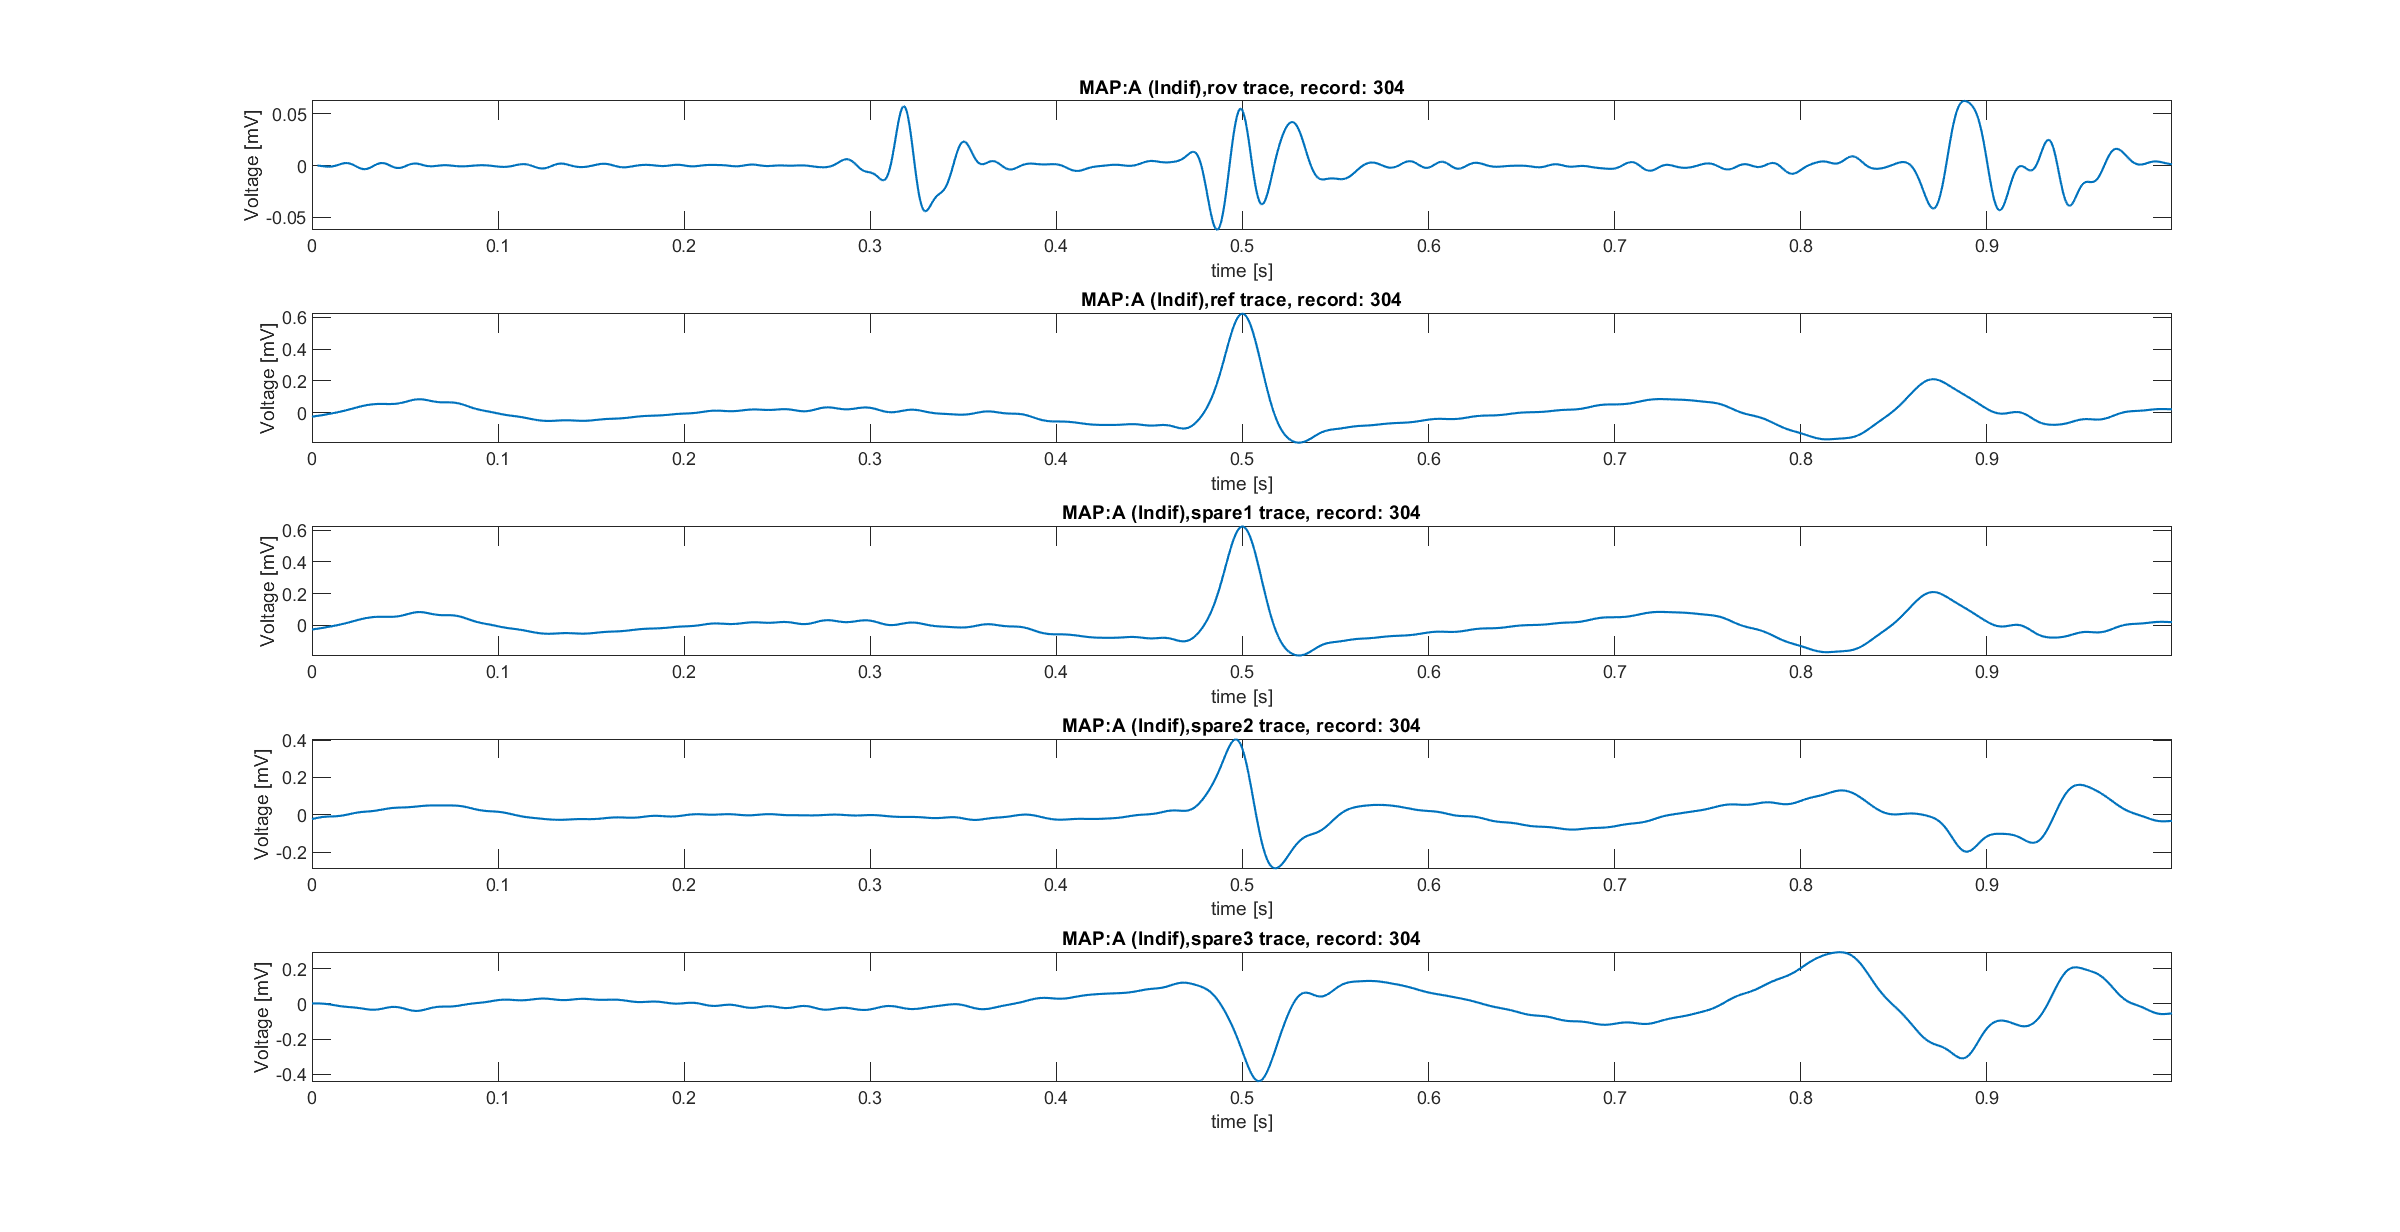 MAP:A (Indif),rov trace, record: 304
Voltage [mV]
0.05
0
-0.05
0 0.1 0.2 0.3 0.4 0.5 0.6 0.7 0.8 0.9
time [s]
MAP:A (Indif),ref trace, record: 304
Voltage [mV]
0.6
0.4
0.2
0
0 0.1 0.2 0.3 0.4 0.5 0.6 0.7 0.8 0.9
time [s]
MAP:A (Indif),spare1 trace, record: 304
Voltage [mV]
0.6
0.4
0.2
0
0 0.1 0.2 0.3 0.4 0.5 0.6 0.7 0.8 0.9
time [s]
MAP:A (Indif),spare2 trace, record: 304
Voltage [mV]
0.4
0.2
0
-0.2
0 0.1 0.2 0.3 0.4 0.5 0.6 0.7 0.8 0.9
time [s]
MAP:A (Indif),spare3 trace, record: 304
Voltage [mV]
0.2
0
-0.2
-0.4
0 0.1 0.2 0.3 0.4 0.5 0.6 0.7 0.8 0.9
time [s]